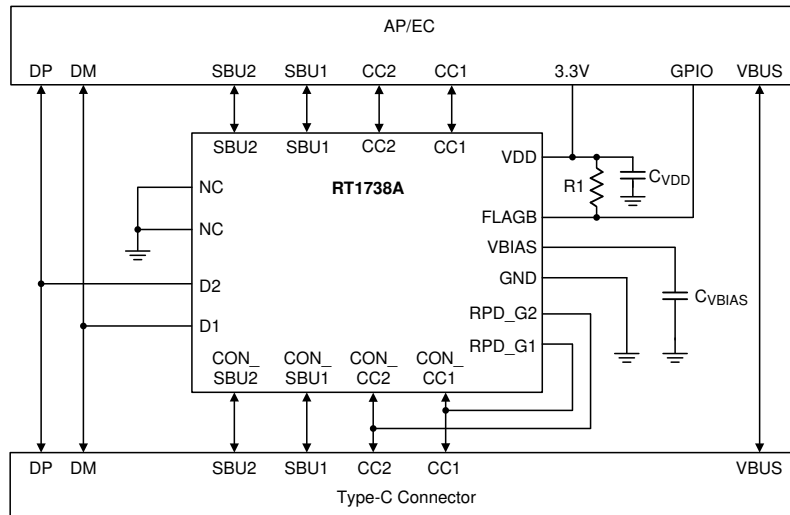 AP/EC
DP DM SBU2 SBU1 CC2 CC1 3.3V GPIO VBUS
SBU2 SBU1 CC2 CC1
VDD
NC
RT1738A
R1
CVDD
FLAGB
NC
VBIAS
GND
D2
CVBIAS
RPD_G2
D1
RPD_G1
CON_ CON_ CON_ CON_
SBU2 SBU1 CC2 CC1
DP DM SBU2 SBU1 CC2 CC1 VBUS
Type-C Connector